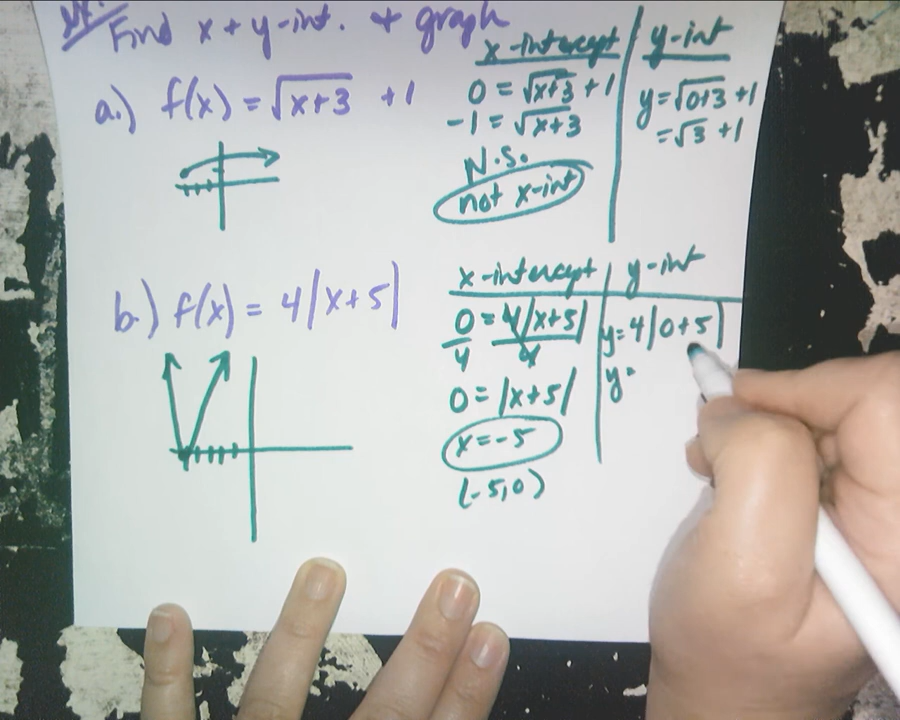 Find x + y-int. + graph
a.) f(x) = √x+3 +1
x-intercept
0 = √x+3 +1
-1 = √x+3
N.S.
not x-int
y-int
y = √0+3 +1
= √3 +1
b.) f(x) = 4|x+5|
x-intercept
0 = 4|x+5|
4 4
0 = |x+5|
x = -5
(-5,0)
y-int
y = 4|0+5|
y =